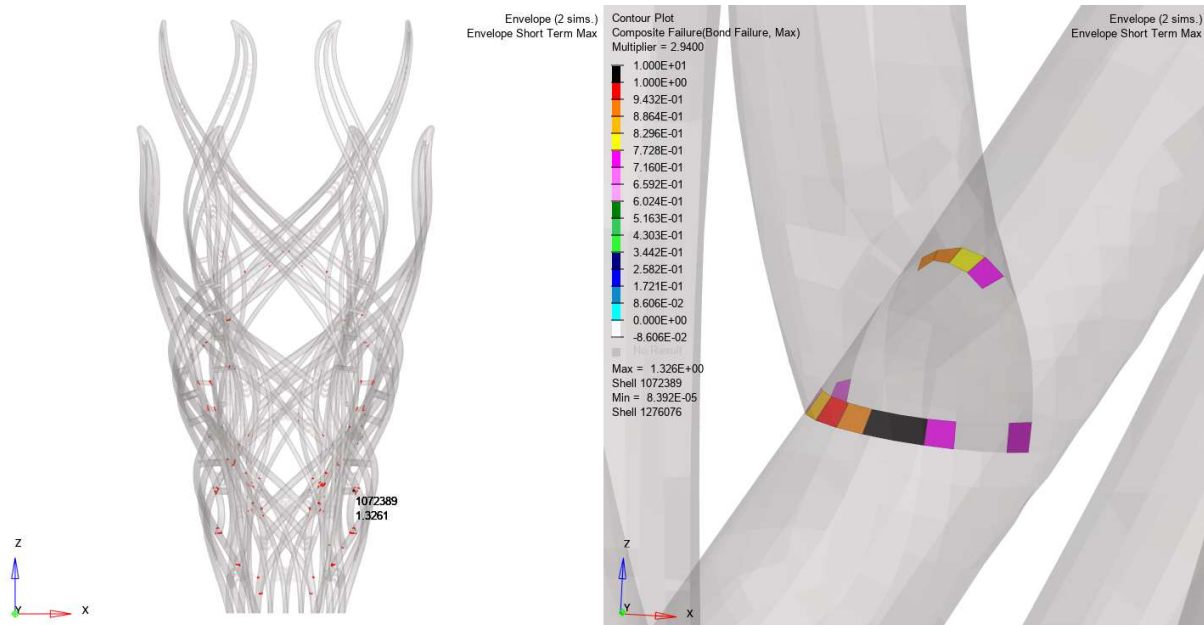 Envelope (2 sims.)
Envelope Short Term Max
1072389
1.3261
Z
Y
X
Contour Plot
Composite Failure(Bond Failure, Max)
Multiplier = 2.9400
1.000E+01
1.000E+00
9.432E-01
8.864E-01
8.296E-01
7.728E-01
7.160E-01
6.592E-01
6.024E-01
5.163E-01
4.303E-01
3.442E-01
2.582E-01
1.721E-01
8.606E-02
0.000E+00
-8.606E-02
No Result
Max = 1.326E+00
Shell 1072389
Min = 8.392E-05
Shell 1276076
Envelope (2 sims.)
Envelope Short Term Max
Z
Y
X